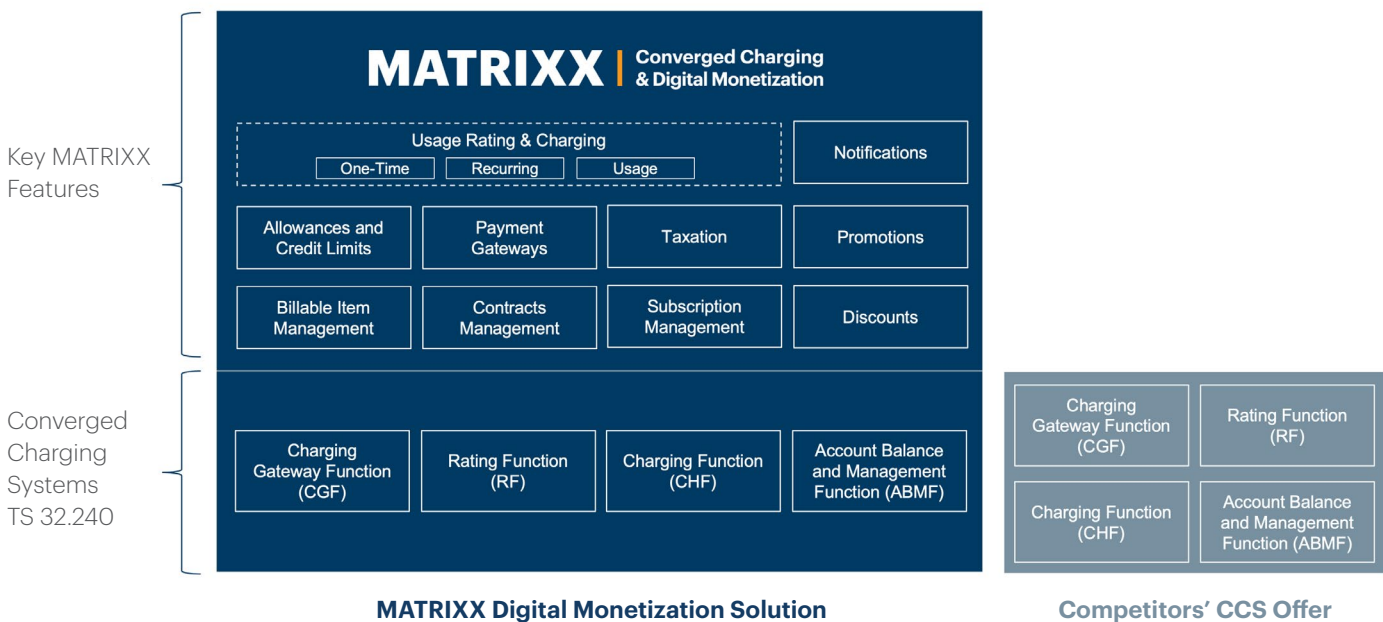 MATRIXX
Converged Charging
& Digital Monetization
Key MATRIXX
Features
Usage Rating & Charging
One-Time
Recurring
Usage
Notifications
Allowances and
Credit Limits
Payment
Gateways
Taxation
Promotions
Billable Item
Management
Contracts
Management
Subscription
Management
Discounts
Converged
Charging
Systems
TS 32.240
Charging
Gateway Function
(CGF)
Rating Function
(RF)
Charging Function
(CHF)
Account Balance
and Management
Function (ABMF)
Charging
Gateway Function
(CGF)
Rating Function
(RF)
Charging Function
(CHF)
Account Balance
and Management
Function (ABMF)
MATRIXX Digital Monetization Solution
Competitors’ CCS Offer